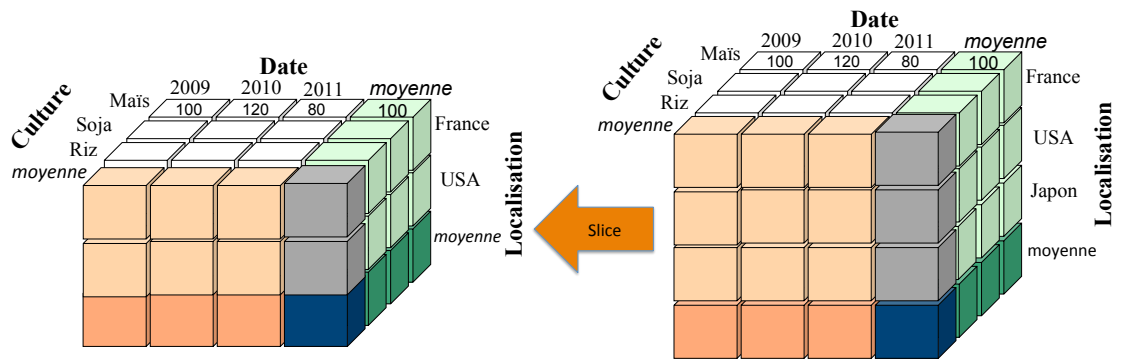 Date
Culture
2009 2010 2011 moyenne
Maïs 100 120 80 100 France
Soja
Riz USA
moyenne
moyenne
Localisation
Slice
Date
Culture
2009 2010 2011 moyenne
Maïs 100 120 80 100 France
Soja
Riz USA
moyenne
Japon
moyenne
Localisation